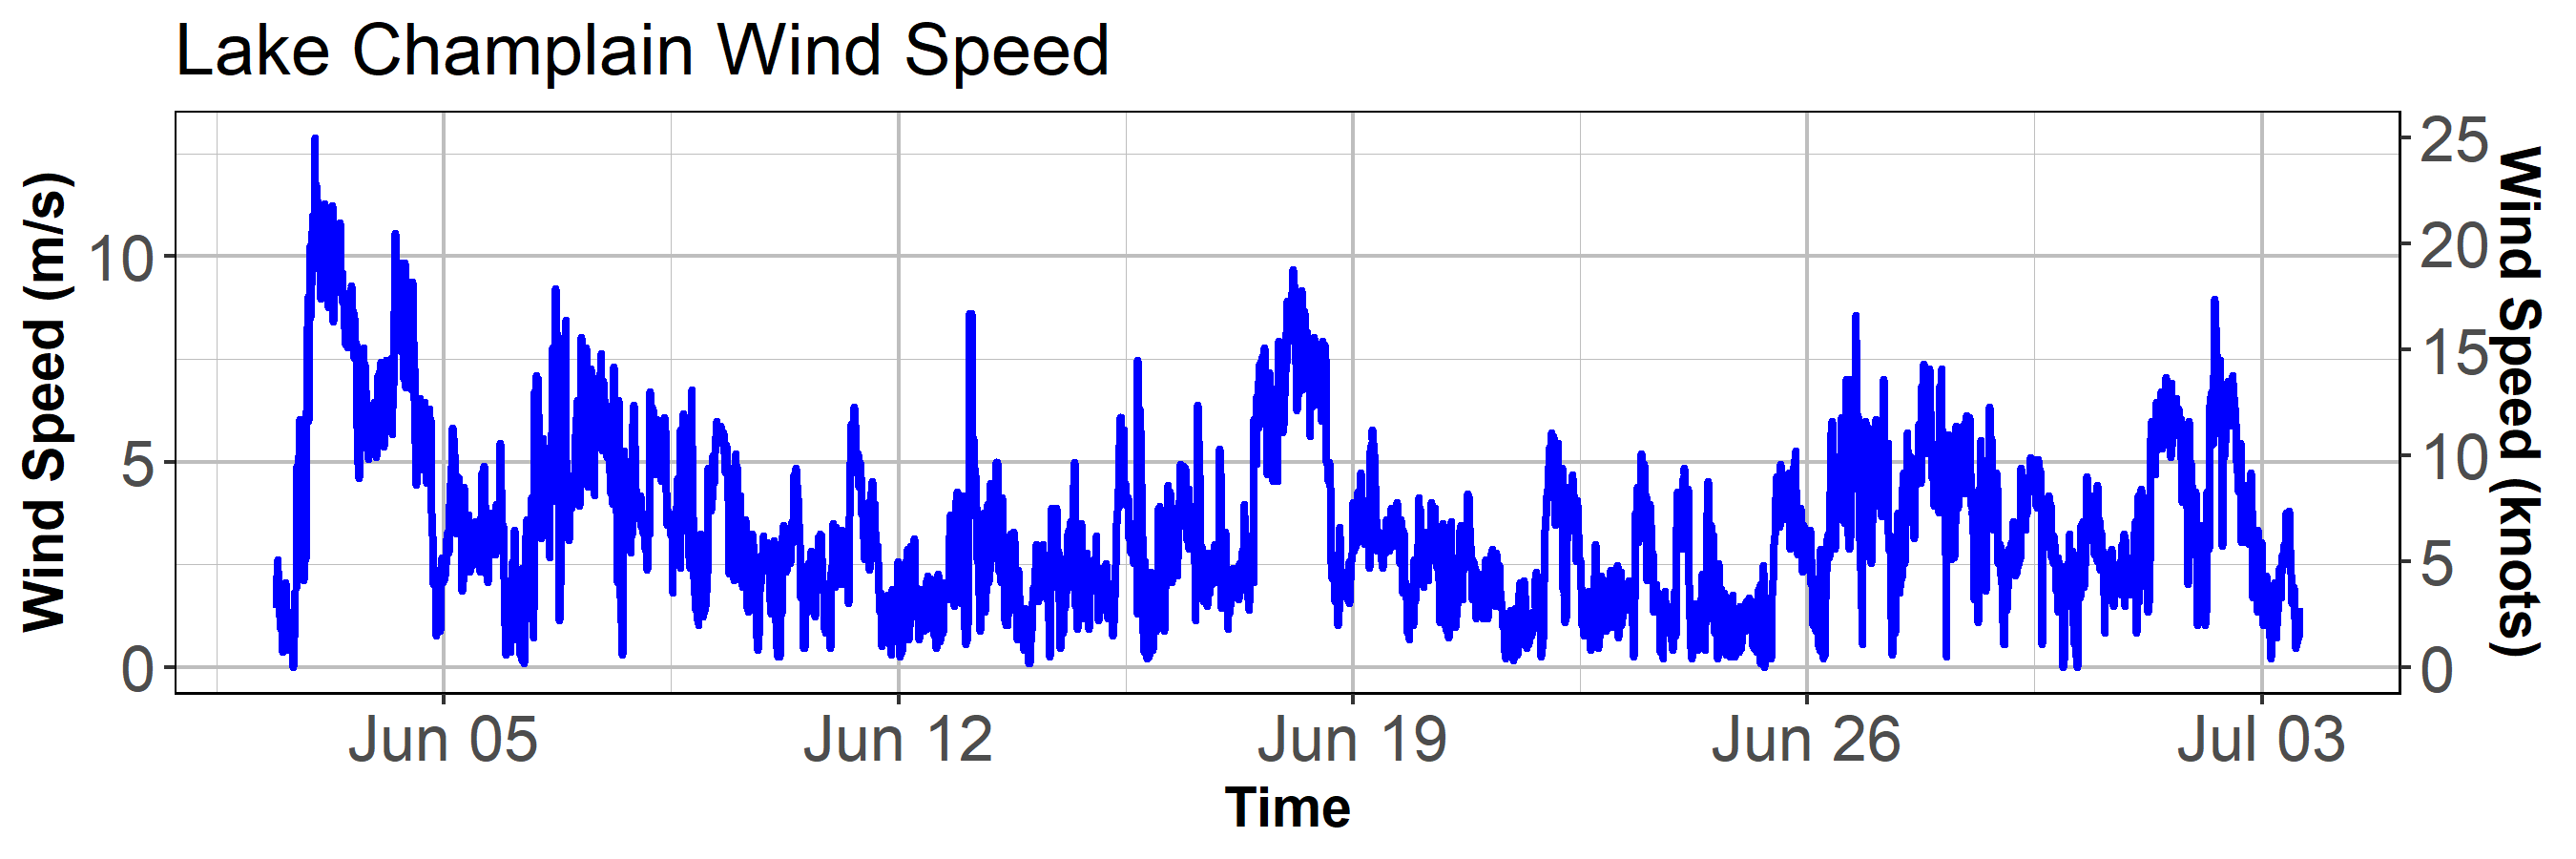 Lake Champlain Wind Speed
Wind Speed (m/s)
10
5
0
25
20
15
10
5
0
Wind Speed (knots)
Jun 05
Jun 12
Jun 19
Jun 26
Jul 03
Time